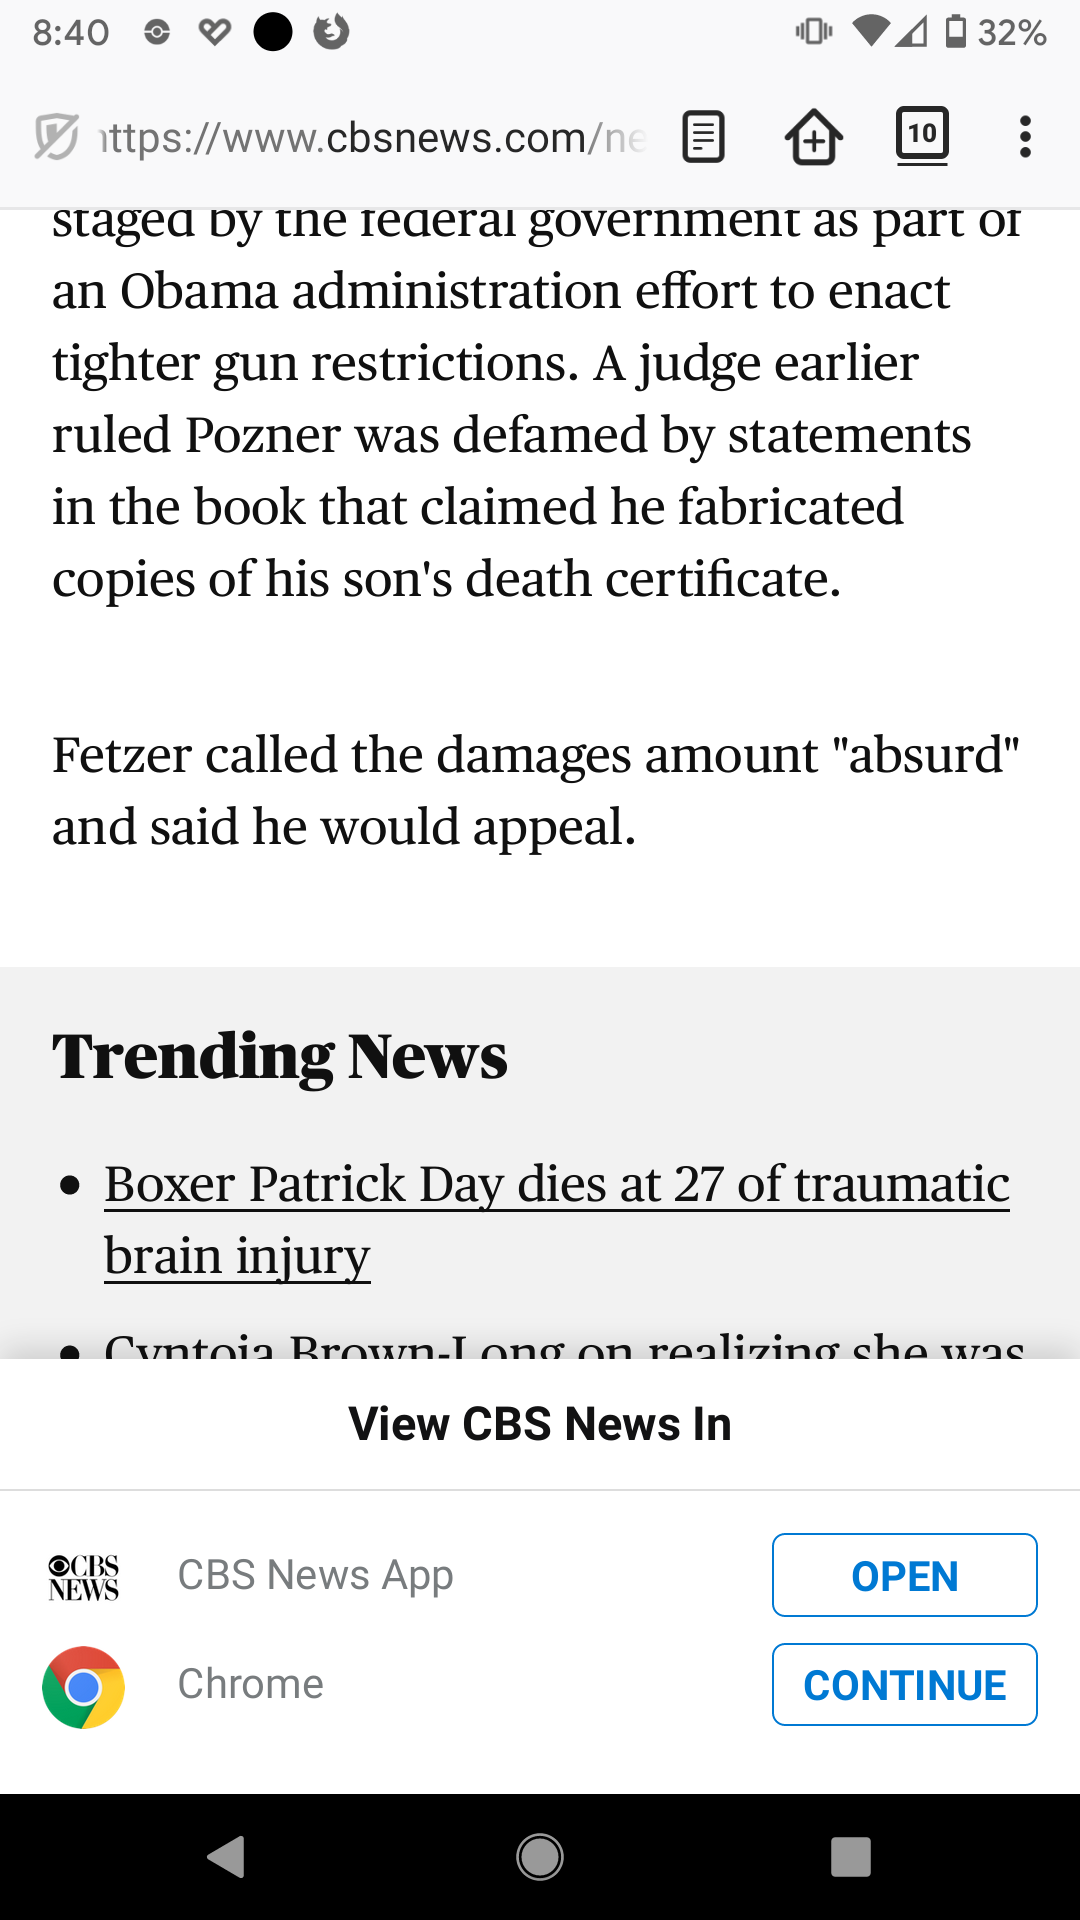 8:40
32%
https://www.cbsnews.com/ne
10
staged by the federal government as part of
an Obama administration effort to enact
tighter gun restrictions. A judge earlier
ruled Pozner was defamed by statements
in the book that claimed he fabricated
copies of his son's death certificate.
Fetzer called the damages amount "absurd"
and said he would appeal.
Trending News
• Boxer Patrick Day dies at 27 of traumatic
brain injury
• Cyntoia Brown-Long on realizing she was
View CBS News In
CBS NEWS
CBS News App
OPEN
Chrome
CONTINUE